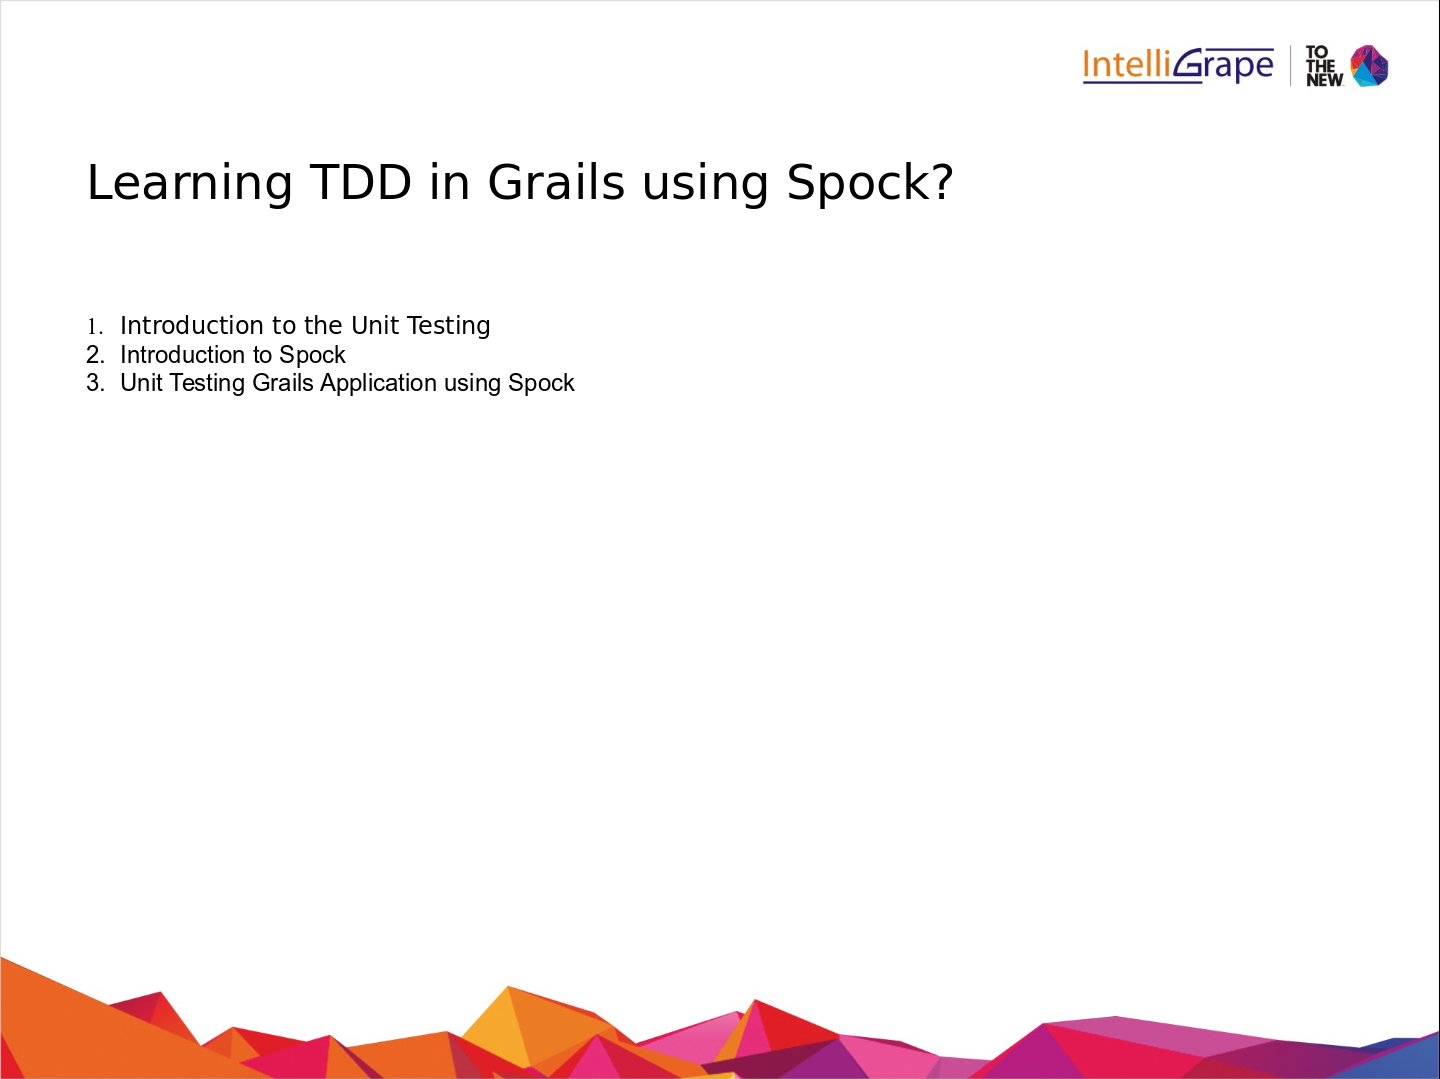 IntelliGrape
TO
THE
NEW
Learning TDD in Grails using Spock?
1. Introduction to the Unit Testing
2. Introduction to Spock
3. Unit Testing Grails Application using Spock